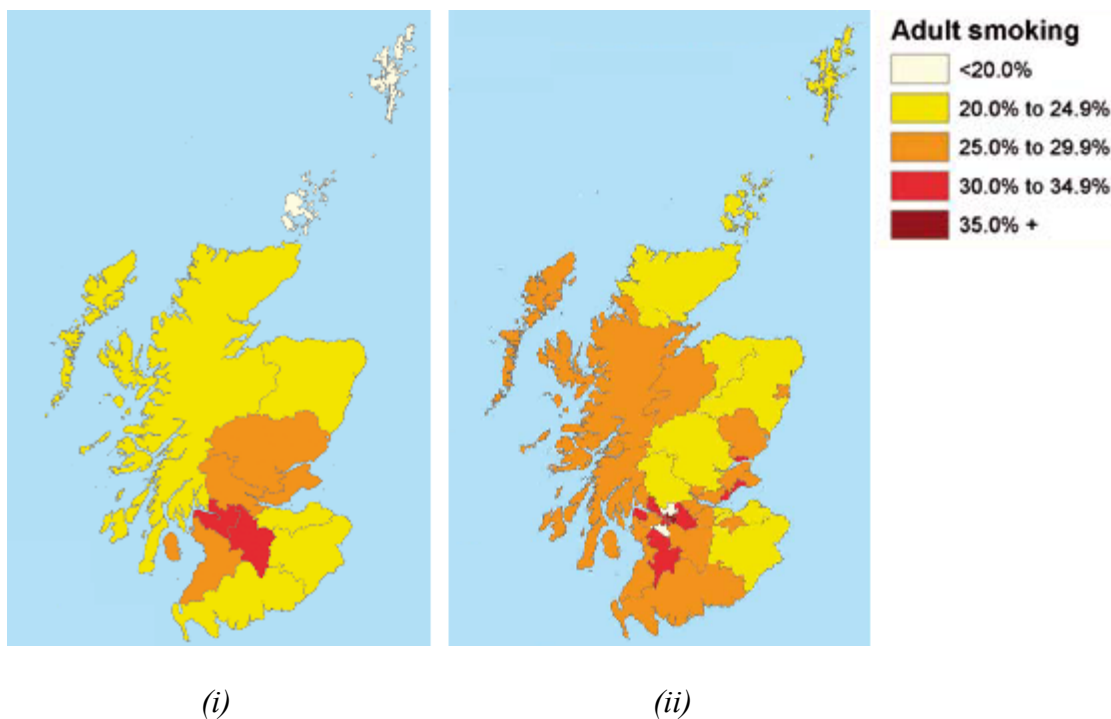 Adult smoking
<20.0%
20.0% to 24.9%
25.0% to 29.9%
30.0% to 34.9%
35.0% +
(i)
(ii)